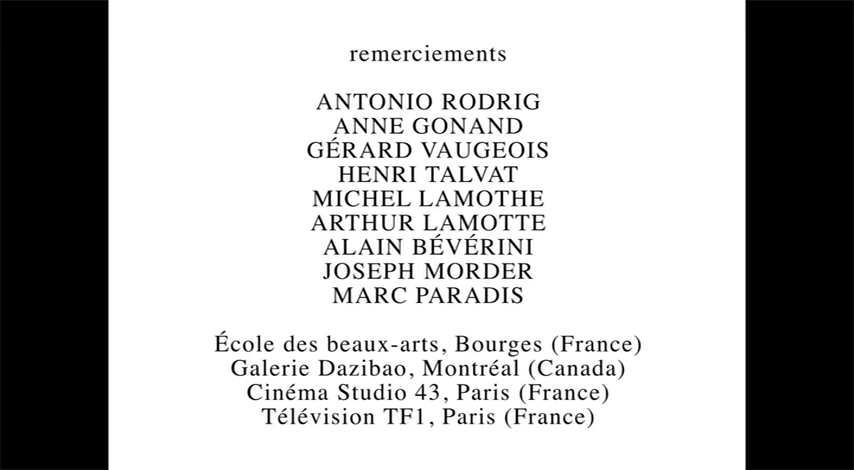 remerciements
ANTONIO RODRIG
ANNE GONAND
GÉRARD VAUGEOIS
HENRI TALVAT
MICHEL LAMOTHE
ARTHUR LAMOTTE
ALAIN BÉVÉRINI
JOSEPH MORDER
MARC PARADIS
École des beaux-arts, Bourges (France)
Galerie Dazibao, Montréal (Canada)
Cinéma Studio 43, Paris (France)
Télévision TF1, Paris (France)